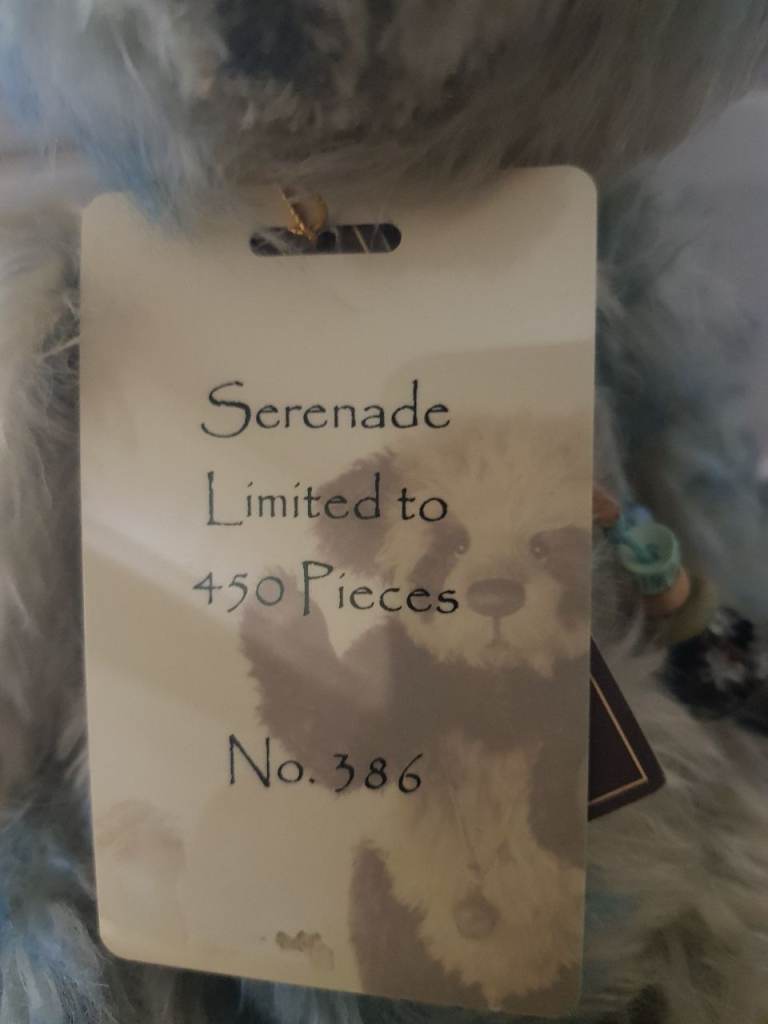 Serenade
Limited to
450 Pieces
No. 386